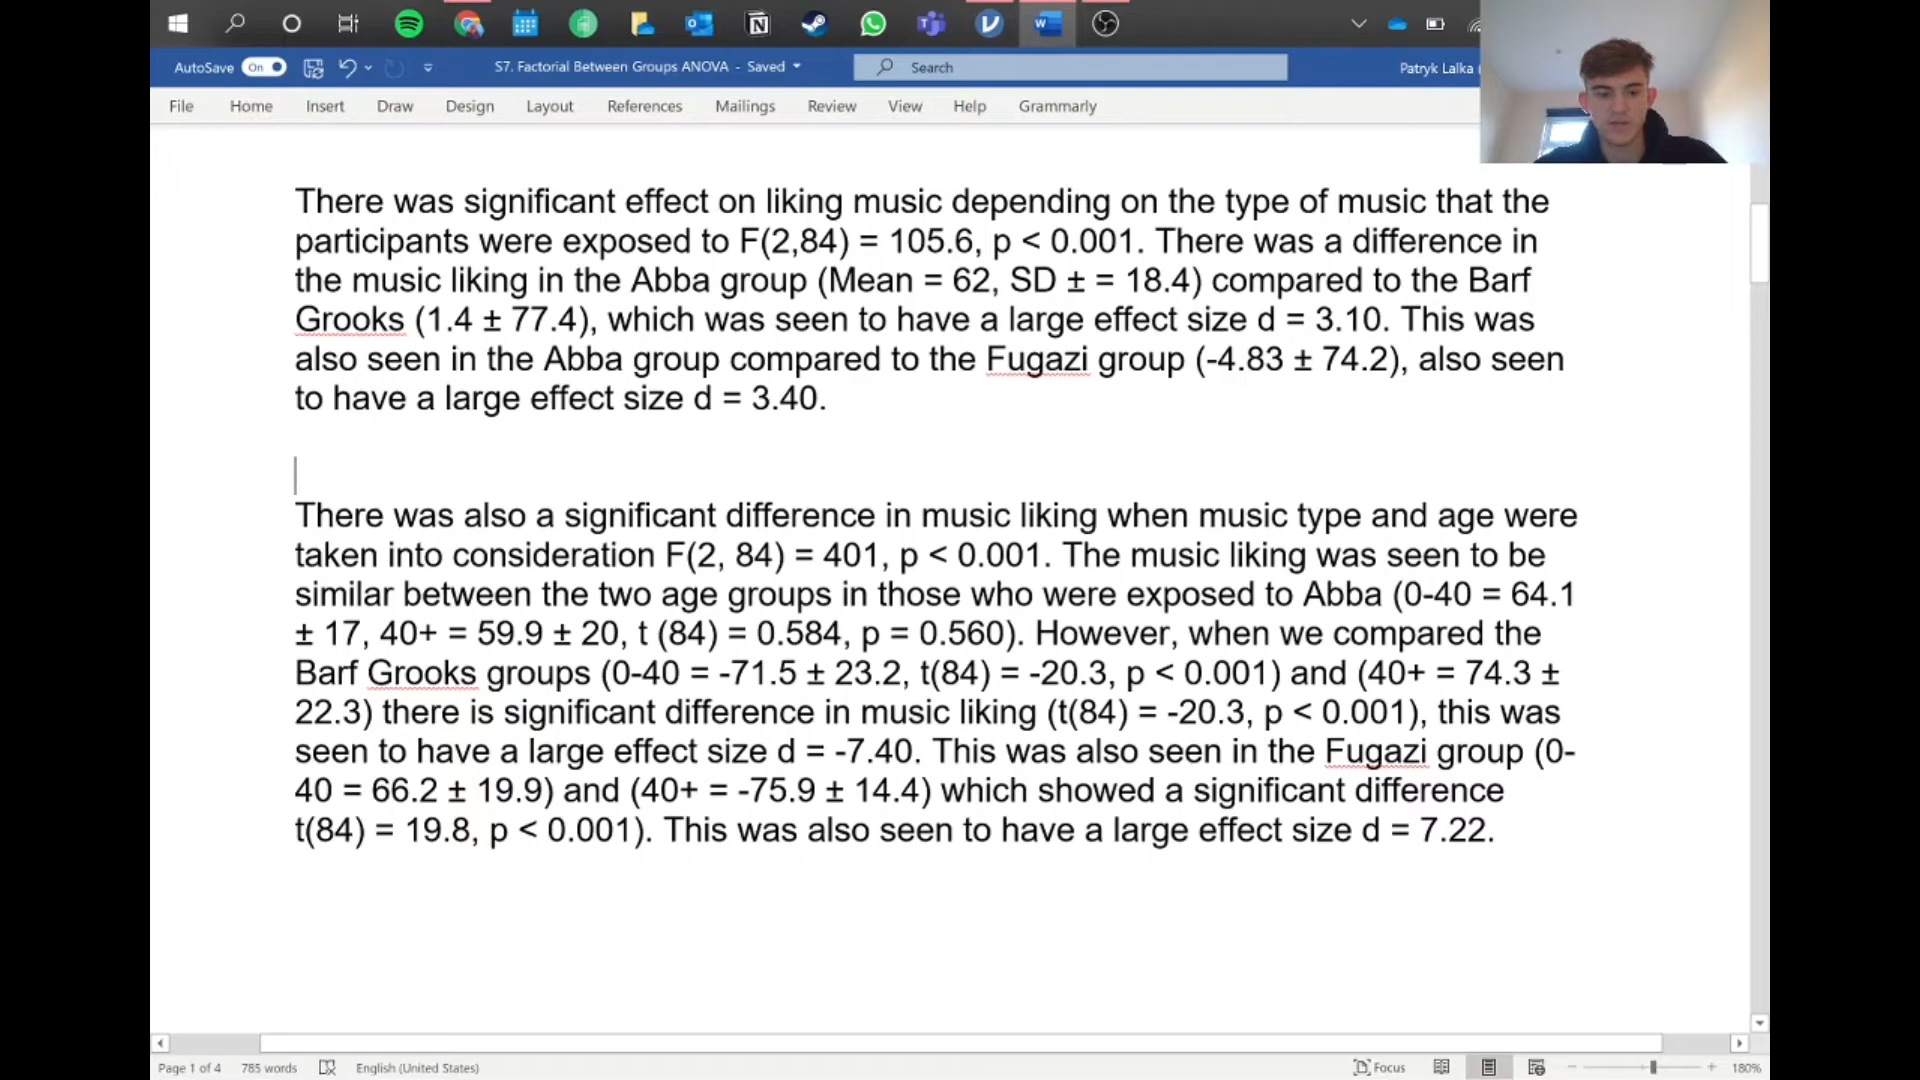 AutoSave On S7. Factorial Between Groups ANOVA - Saved Search Patryk Lalka
File Home Insert Draw Design Layout References Mailings Review View Help Grammarly
There was significant effect on liking music depending on the type of music that the
participants were exposed to F(2,84) = 105.6, p < 0.001. There was a difference in
the music liking in the Abba group (Mean = 62, SD ± = 18.4) compared to the Barf
Grooks (1.4 ± 77.4), which was seen to have a large effect size d = 3.10. This was
also seen in the Abba group compared to the Fugazi group (-4.83 ± 74.2), also seen
to have a large effect size d = 3.40.
There was also a significant difference in music liking when music type and age were
taken into consideration F(2, 84) = 401, p < 0.001. The music liking was seen to be
similar between the two age groups in those who were exposed to Abba (0-40 = 64.1
± 17, 40+ = 59.9 ± 20, t (84) = 0.584, p = 0.560). However, when we compared the
Barf Grooks groups (0-40 = -71.5 ± 23.2, t(84) = -20.3, p < 0.001) and (40+ = 74.3 ±
22.3) there is significant difference in music liking (t(84) = -20.3, p < 0.001), this was
seen to have a large effect size d = -7.40. This was also seen in the Fugazi group (0-
40 = 66.2 ± 19.9) and (40+ = -75.9 ± 14.4) which showed a significant difference
t(84) = 19.8, p < 0.001). This was also seen to have a large effect size d = 7.22.
Page 1 of 4 785 words English (United States) Focus 180%